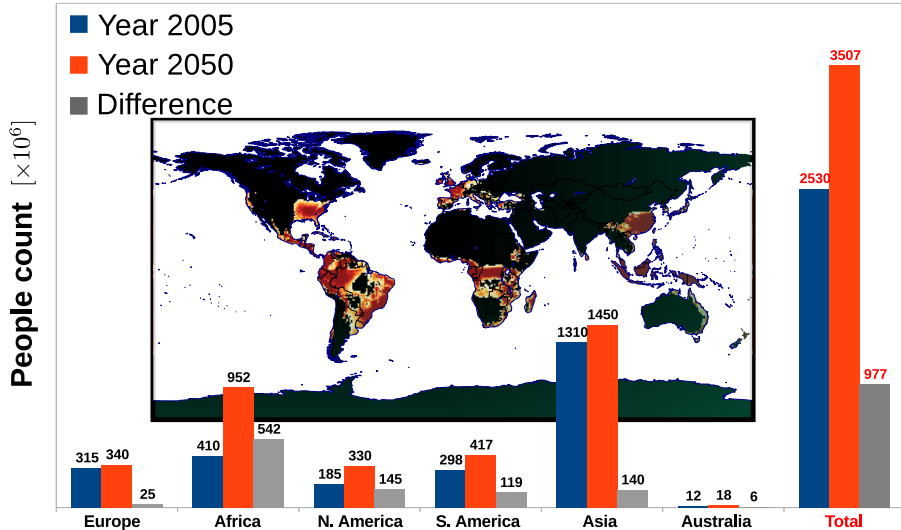 Year 2005
Year 2050
Difference
People count [×10⁶]
315 340 25
410 952 542
185 330 145
298 417 119
1310 1450 140
12 18 6
2530 3507 977
Europe Africa N. America S. America Asia Australia Total